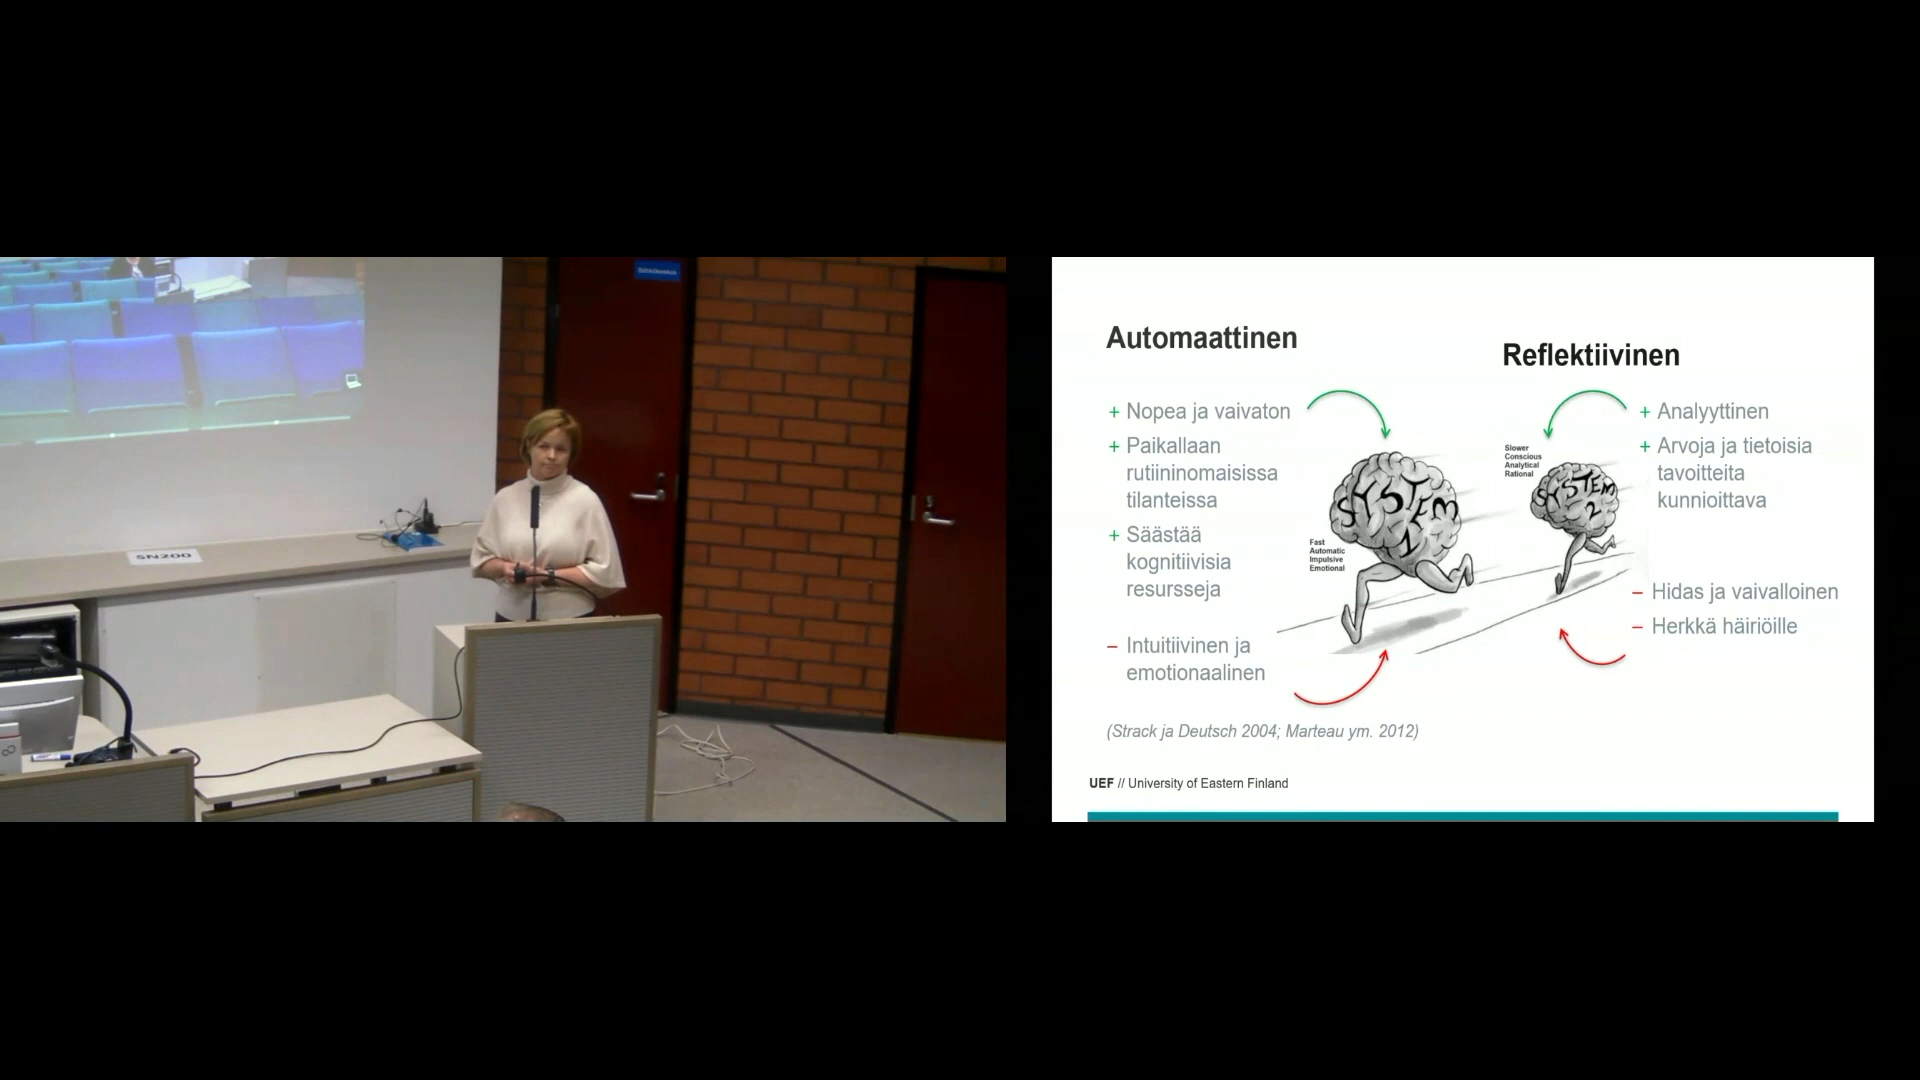 Sähkökeskus
SN200
Automaattinen
+ Nopea ja vaivaton
+ Paikallaan
rutiininomaisissa
tilanteissa
+ Säästää
kognitiivisia
resursseja
– Intuitiivinen ja
emotionaalinen
Fast
Automatic
Impulsive
Emotional
SYSTEM
1
Reflektiivinen
+ Analyyttinen
+ Arvoja ja tietoisia
tavoitteita
kunnioittava
Slower
Conscious
Analytical
Rational
SYSTEM
2
– Hidas ja vaivalloinen
– Herkkä häiriöille
(Strack ja Deutsch 2004; Marteau ym. 2012)
UEF // University of Eastern Finland